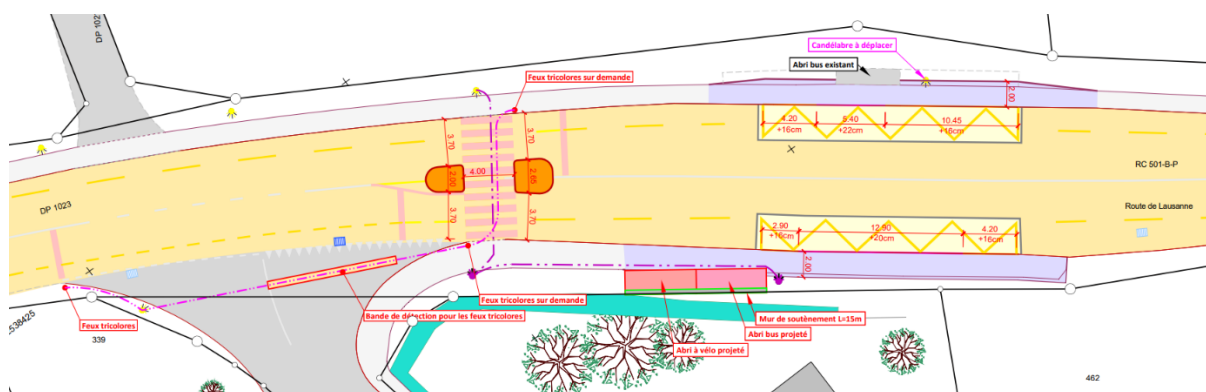 DP 102
Candélabre à déplacer
Abri bus existant
Feux tricolores sur demande
2.00
4.20
5.40
10.45
+16cm
+22cm
+16cm
3.70
3.70
RC 501-B-P
4.00
2.00
2.65
DP 1023
Route de Lausanne
3.70
3.70
2.90
12.90
4.20
+16cm
+20cm
+16cm
2.00
Feux tricolores sur demande
Bande de détection pour les feux tricolores
Feux tricolores
Mur de soutènement L=15m
Abri bus projeté
Abri à vélo projeté
538425
339
462